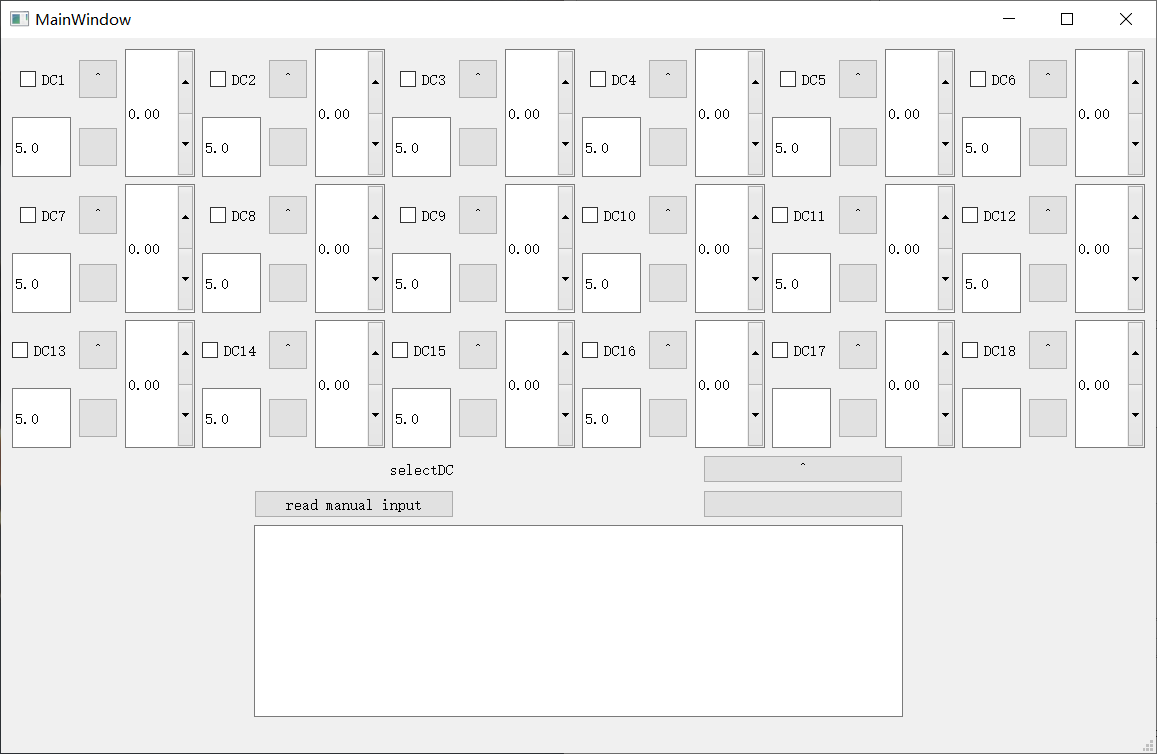 MainWindow
DC1 ^ DC2 ^ DC3 ^ DC4 ^ DC5 ^ DC6 ^
0.00 0.00 0.00 0.00 0.00 0.00
5.0 5.0 5.0 5.0 5.0 5.0
DC7 ^ DC8 ^ DC9 ^ DC10 ^ DC11 ^ DC12 ^
0.00 0.00 0.00 0.00 0.00 0.00
5.0 5.0 5.0 5.0 5.0 5.0
DC13 ^ DC14 ^ DC15 ^ DC16 ^ DC17 ^ DC18 ^
0.00 0.00 0.00 0.00 0.00 0.00
5.0 5.0 5.0 5.0
selectDC ^
read manual input